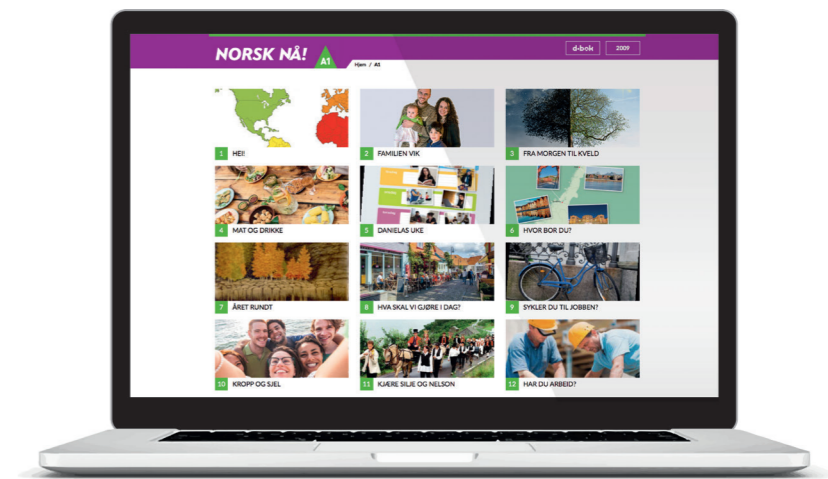 NORSK NÅ!
A1
d-bok
2009
Hjem / A1
1 HEI!
2 FAMILIEN VIK
3 FRA MORGEN TIL KVELD
4 MAT OG DRIKKE
5 DANIELAS UKE
6 HVOR BOR DU?
7 ÅRET RUNDT
8 HVA SKAL VI GJØRE I DAG?
9 SYKLER DU TIL JOBBEN?
10 KROPP OG SJEL
11 KJÆRE SILJE OG NELSON
12 HAR DU ARBEID?